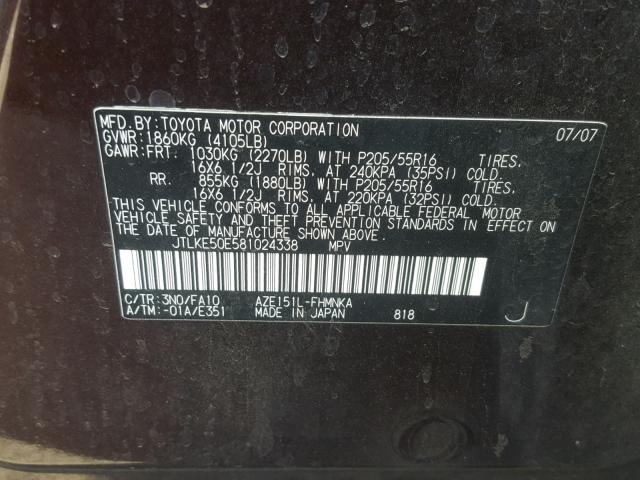 MFD.BY:TOYOTA MOTOR CORPORATION 07/07
GVWR:1860KG (4105LB)
GAWR:FRT. 1030KG (2270LB) WITH P205/55R16 TIRES,
16X6 1/2J RIMS, AT 240KPA (35PSI) COLD.
RR. 855KG (1880LB) WITH P205/55R16 TIRES,
16X6 1/2J RIMS, AT 220KPA (32PSI) COLD.
THIS VEHICLE CONFORMS TO ALL APPLICABLE FEDERAL MOTOR
VEHICLE SAFETY AND THEFT PREVENTION STANDARDS IN EFFECT ON
THE DATE OF MANUFACTURE SHOWN ABOVE.
JTLKE50E581024338 MPV
C/TR:3N0/FA10 AZE151L-FHMNKA
A/TM:-01A/E351 MADE IN JAPAN 818 J